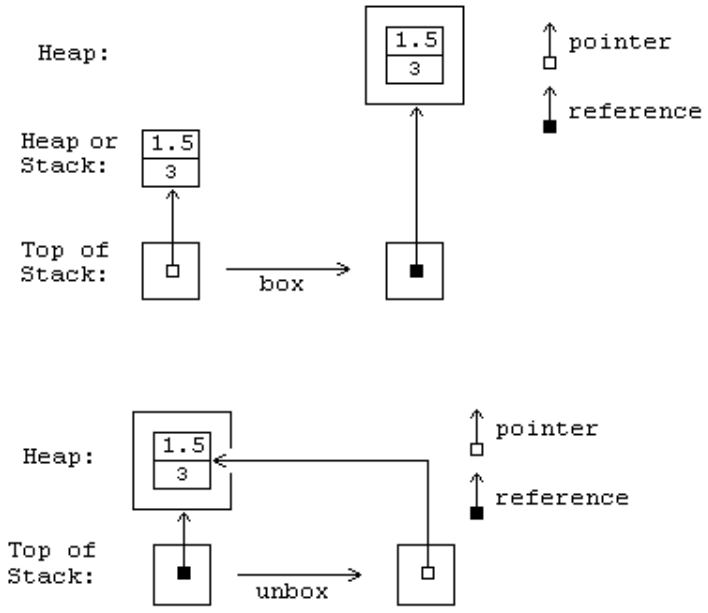 Heap:
1.5
3
pointer
reference
Heap or
Stack:
1.5
3
Top of
Stack:
box
Heap:
1.5
3
pointer
reference
Top of
Stack:
unbox